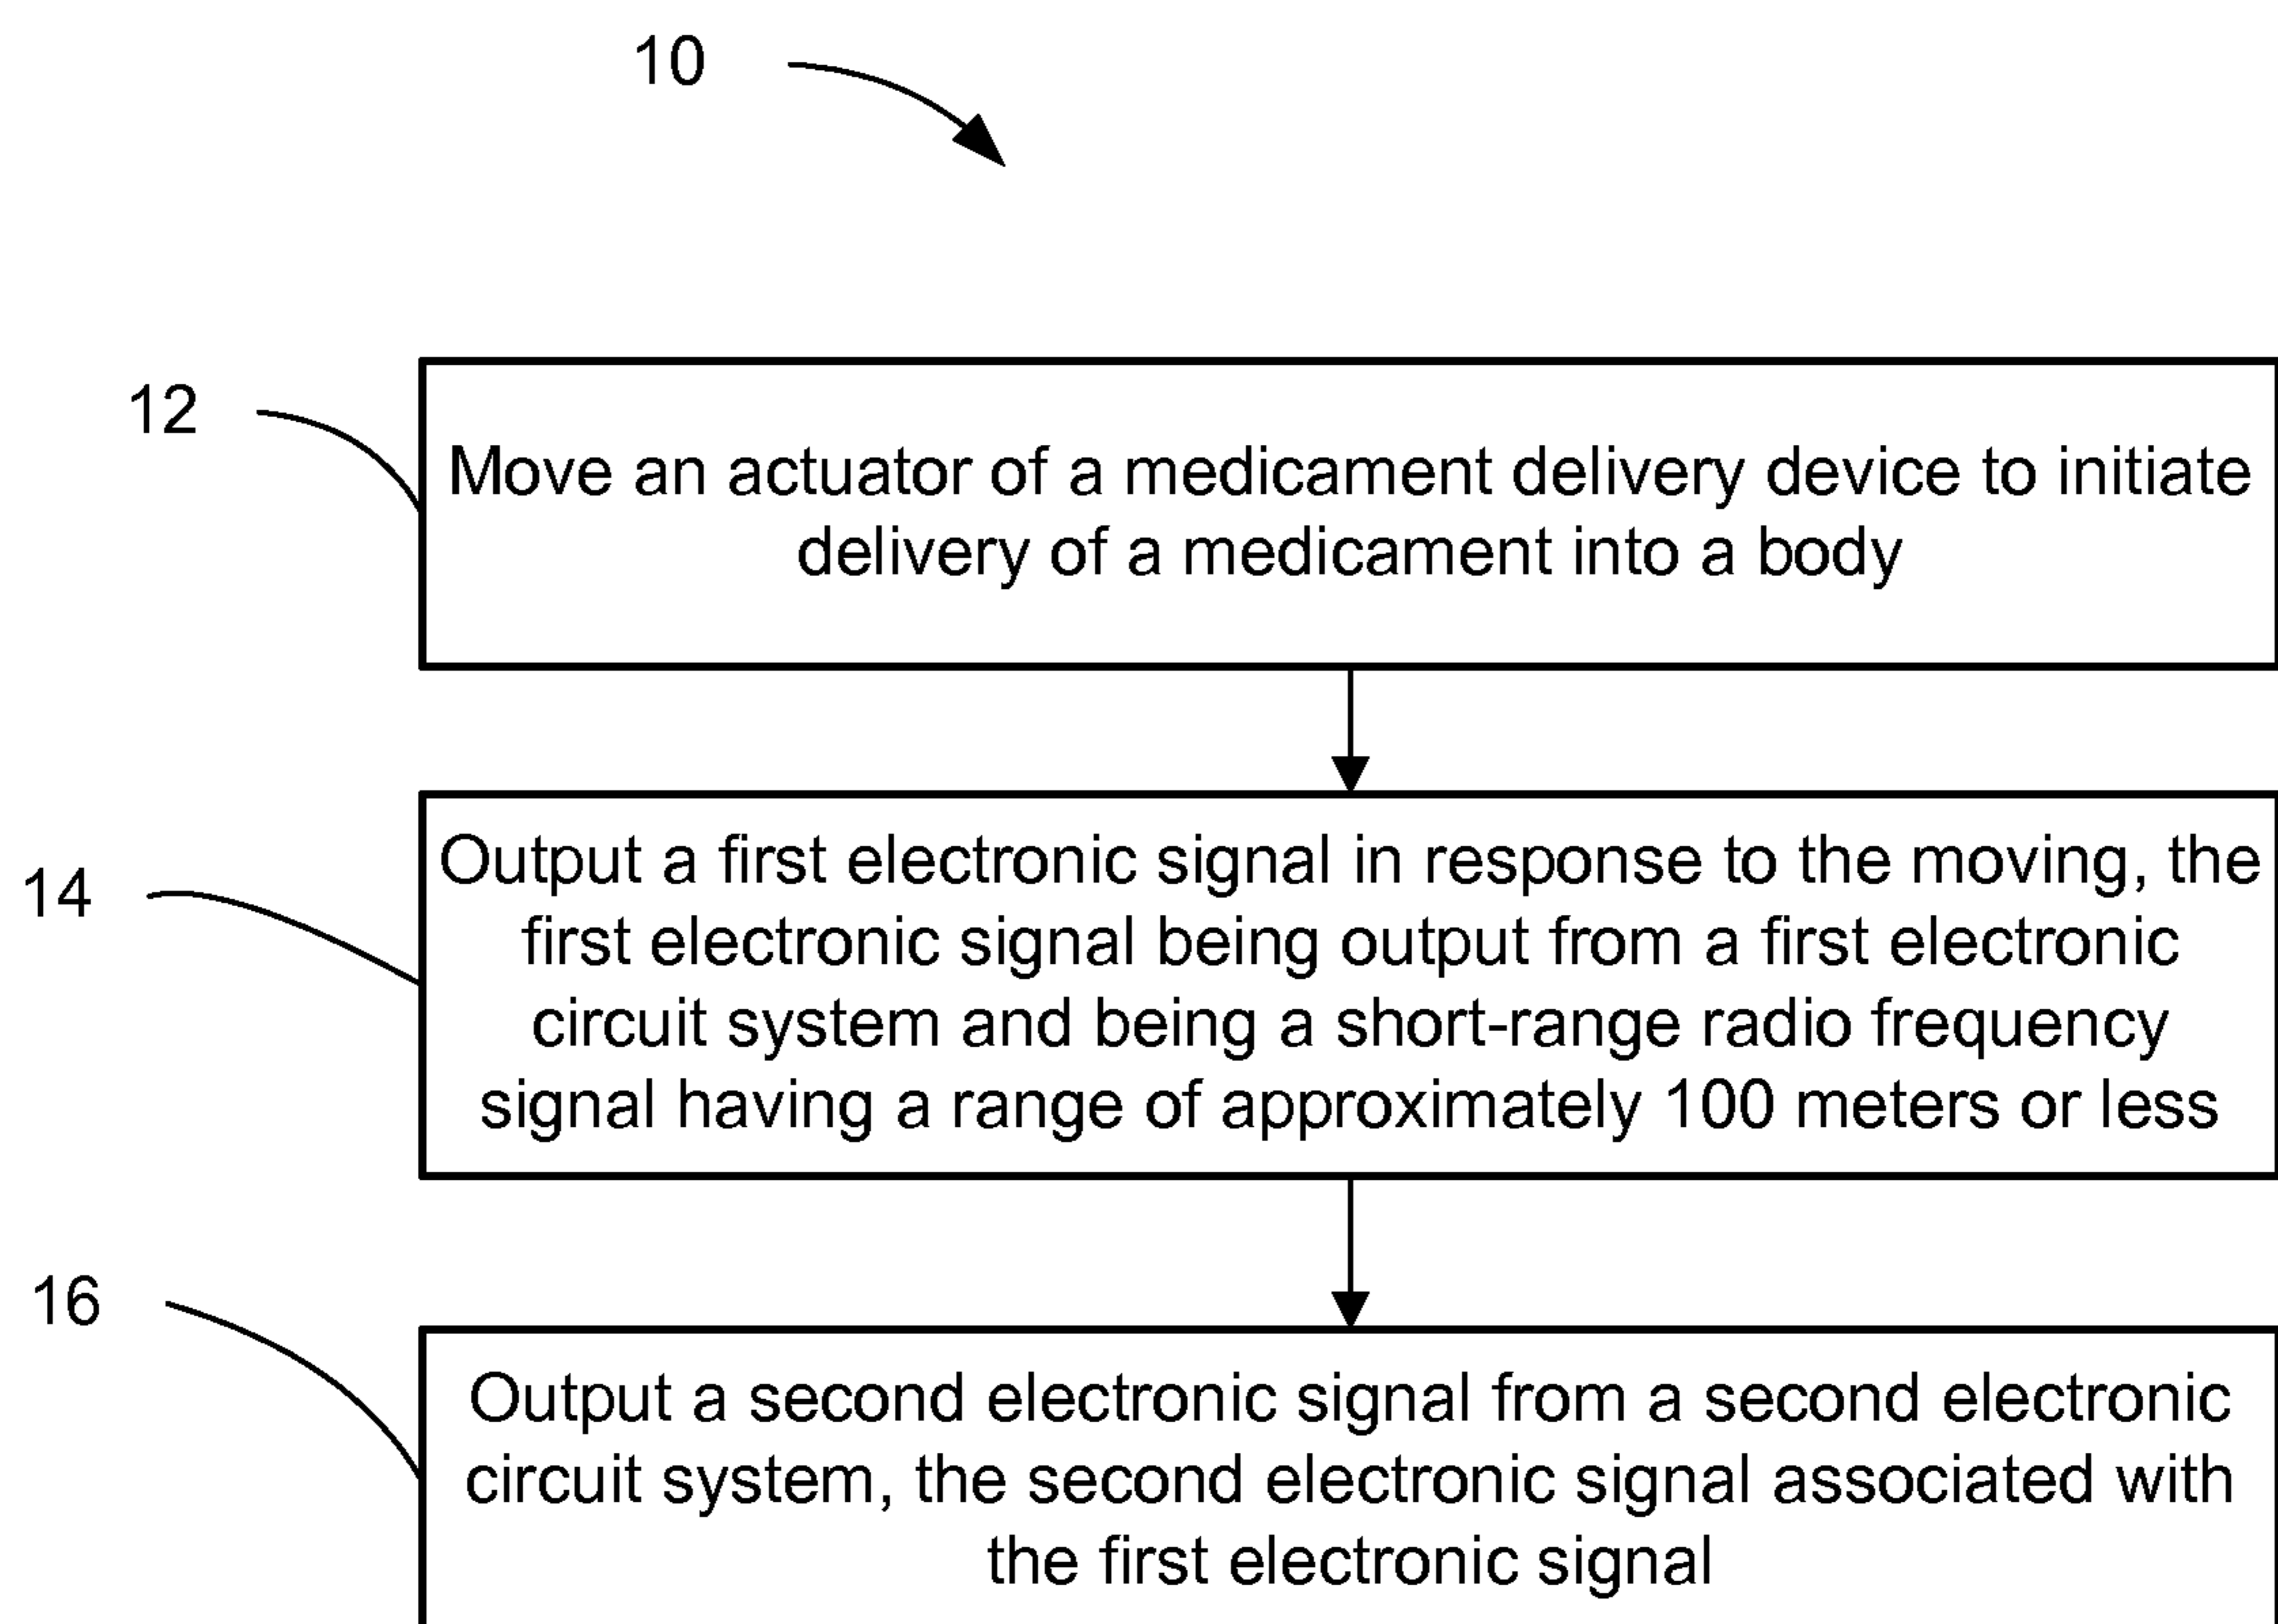 10
12
Move an actuator of a medicament delivery device to initiate
delivery of a medicament into a body
14
Output a first electronic signal in response to the moving, the
first electronic signal being output from a first electronic
circuit system and being a short-range radio frequency
signal having a range of approximately 100 meters or less
16
Output a second electronic signal from a second electronic
circuit system, the second electronic signal associated with
the first electronic signal